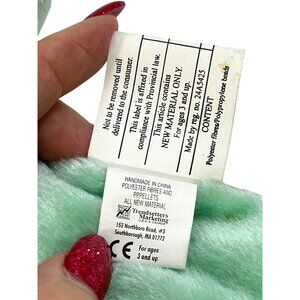 Not to be removed until
delivered to the consumer.
This label is affixed in
compliance with Provincial law.
This article contains
NEW MATERIAL ONLY.
For ages 3 and up.
Made by reg. no. 24A5425
CONTENT
Polyester fibres/Polypropylene beads
HANDMADE IN CHINA
POLYESTER FIBRES AND
PIPPELLETS
ALL NEW MATERIAL
Trendsetters
Marketing
153 Northboro Road, #3
Southborough, MA 01772
CE
For ages
3 and up